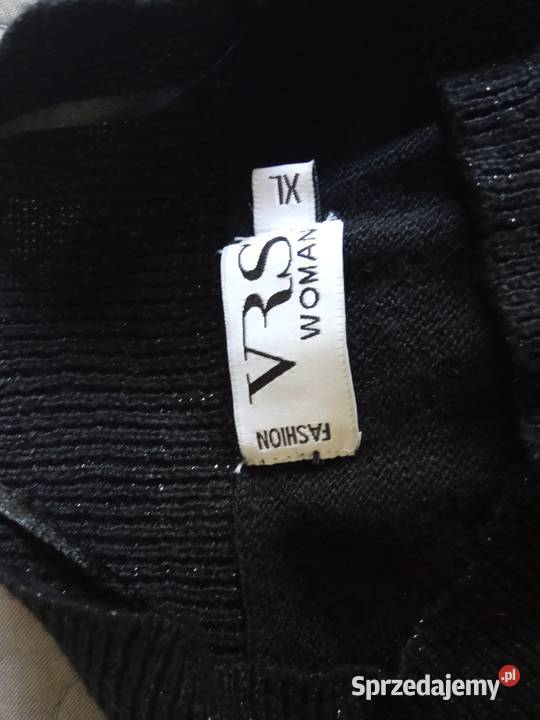 XL
VRS
WOMAN
FASHION
Sprzedajemy.pl